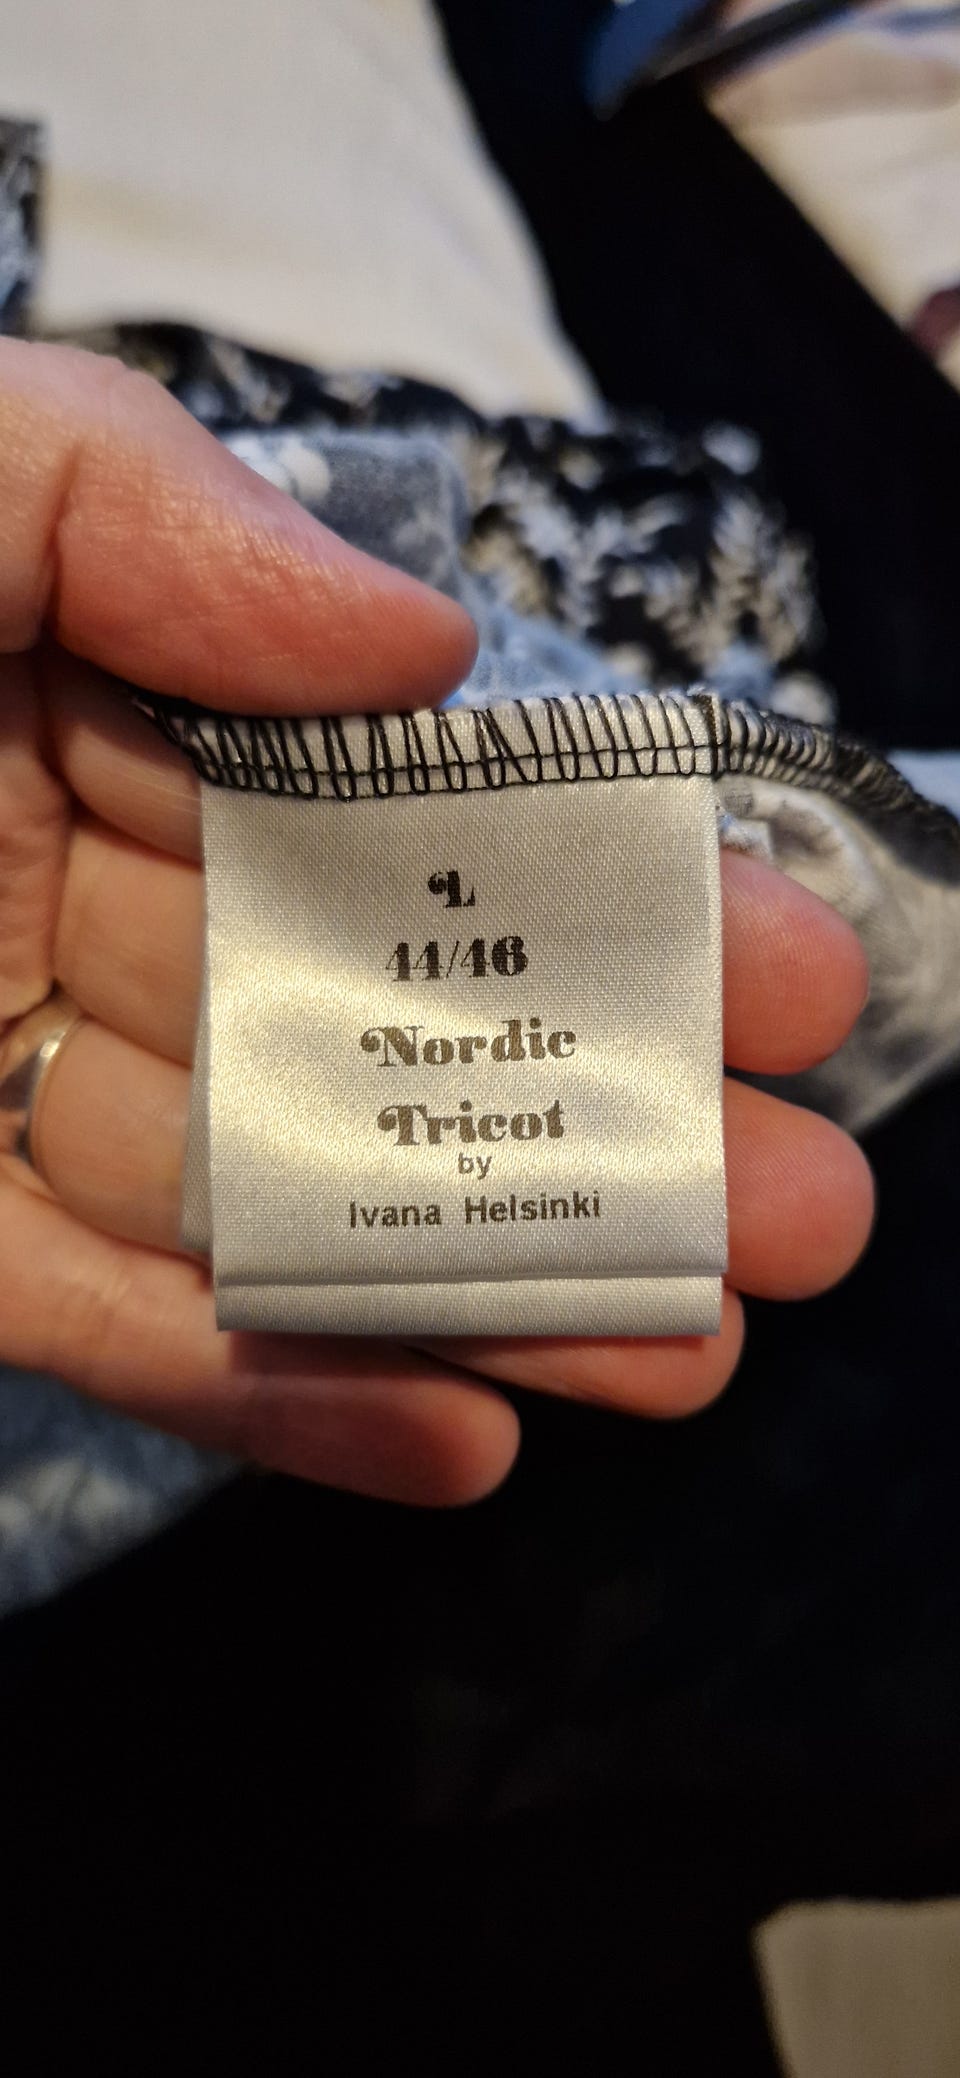 L
44/46
Nordic
Tricot
by
Ivana Helsinki